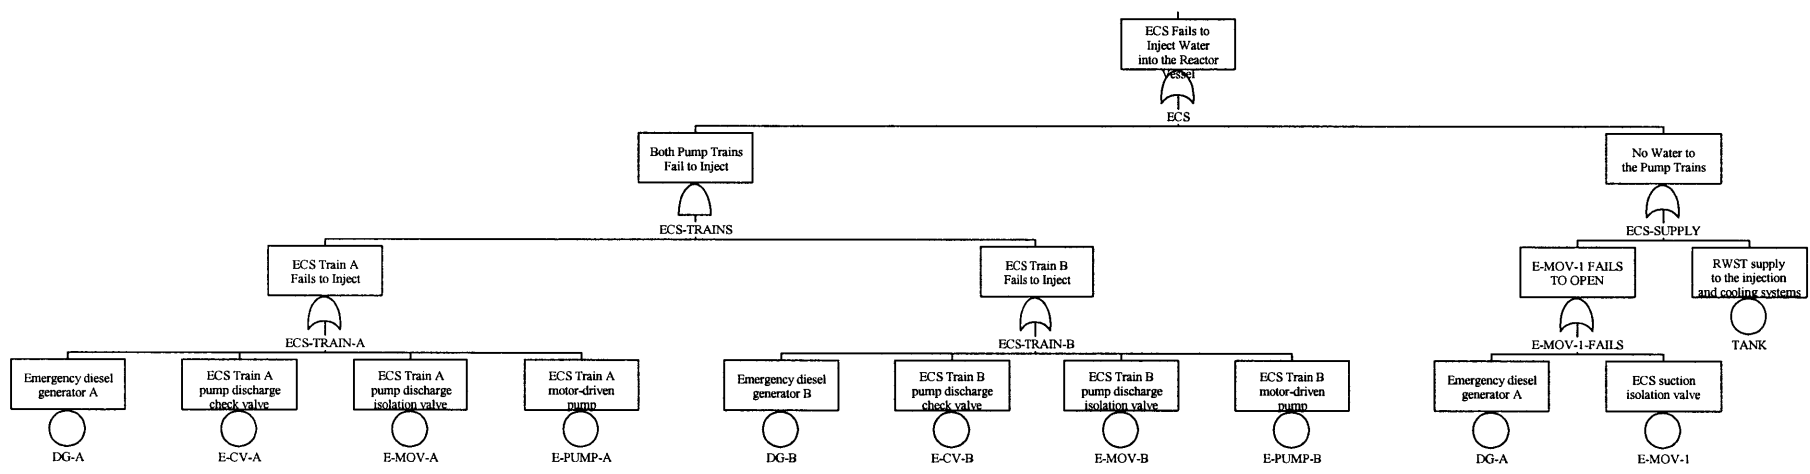 ECS Fails to
Inject Water
into the Reactor
Vessel
ECS
Both Pump Trains
Fail to Inject
ECS-TRAINS
No Water to
the Pump Trains
ECS-SUPPLY
ECS Train A
Fails to Inject
ECS-TRAIN-A
ECS Train B
Fails to Inject
ECS-TRAIN-B
E-MOV-1 FAILS
TO OPEN
E-MOV-1-FAILS
RWST supply
to the injection
and cooling systems
TANK
Emergency diesel
generator A
DG-A
ECS Train A
pump discharge
check valve
E-CV-A
ECS Train A
pump discharge
isolation valve
E-MOV-A
ECS Train A
motor-driven
pump
E-PUMP-A
Emergency diesel
generator B
DG-B
ECS Train B
pump discharge
check valve
E-CV-B
ECS Train B
pump discharge
isolation valve
E-MOV-B
ECS Train B
motor-driven
pump
E-PUMP-B
Emergency diesel
generator A
DG-A
ECS suction
isolation valve
E-MOV-1